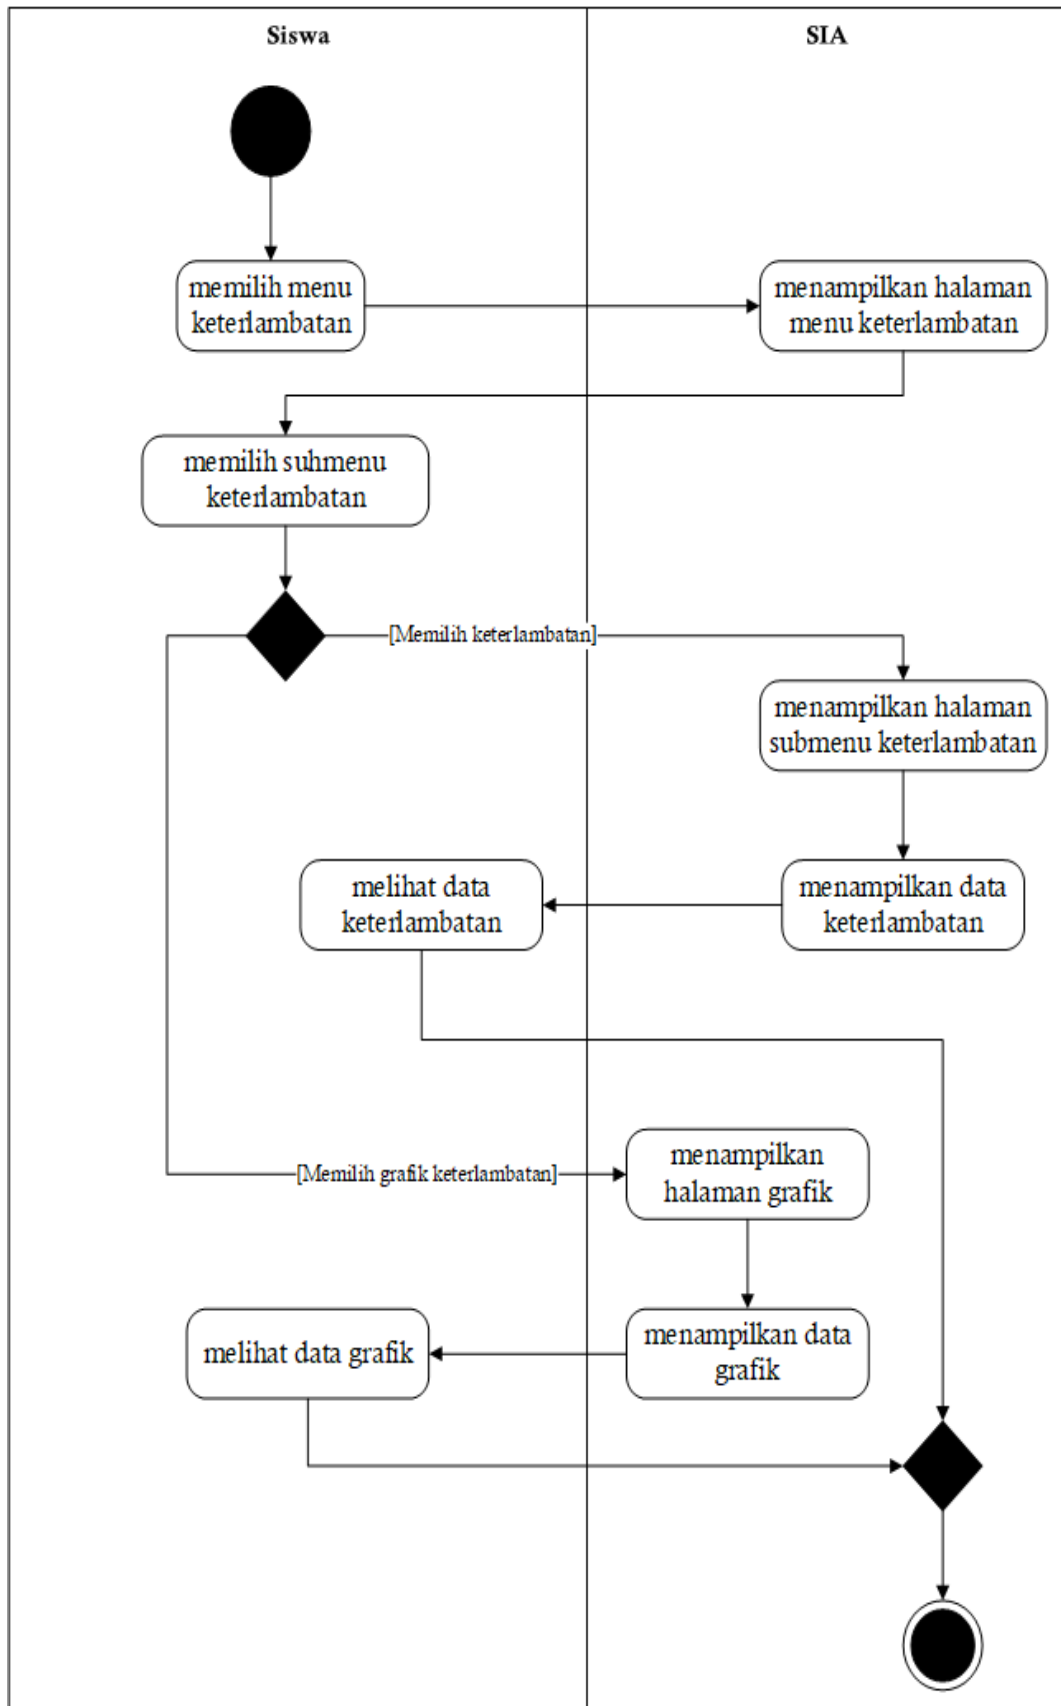 Siswa
SIA
memilih menu
keterlambatan
menampilkan halaman
menu keterlambatan
memilih suhmenu
keterlambatan
[Memilih keterlambatan]
menampilkan halaman
submenu keterlambatan
melihat data
keterlambatan
menampilkan data
keterlambatan
[Memilih grafik keterlambatan]
menampilkan
halaman grafik
melihat data grafik
menampilkan data
grafik